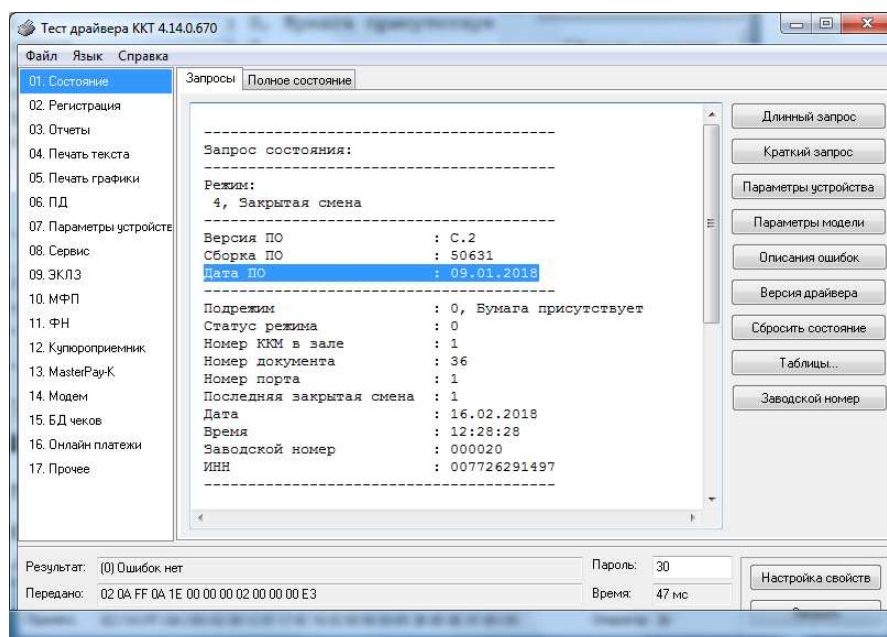 Тест драйвера ККТ 4.14.0.670
Файл Язык Справка
01. Состояние
02. Регистрация
03. Отчеты
04. Печать текста
05. Печать графики
06. ПД
07. Параметры устройств
08. Сервис
09. ЭКЛЗ
10. МФП
11. ФН
12. Купюроприемник
13. MasterPay-K
14. Модем
15. БД чеков
16. Онлайн платежи
17. Прочее
Запросы Полное состояние
----------------------------------------
Запрос состояния:
----------------------------------------
Режим:
4, Закрытая смена
----------------------------------------
Версия ПО : C.2
Сборка ПО : 50631
Дата ПО : 09.01.2018
----------------------------------------
Подрежим : 0, Бумага присутствует
Статус режима : 0
Номер ККМ в зале : 1
Номер документа : 36
Номер порта : 1
Последняя закрытая смена : 1
Дата : 16.02.2018
Время : 12:28:28
Заводской номер : 000020
ИНН : 007726291497
----------------------------------------
Длинный запрос
Краткий запрос
Параметры устройства
Параметры модели
Описания ошибок
Версия драйвера
Сбросить состояние
Таблицы...
Заводской номер
Результат: (0) Ошибок нет
Пароль: 30
Настройка свойств
Передано: 02 0A FF 0A 1E 00 00 00 02 00 00 00 E3
Время: 47 мс